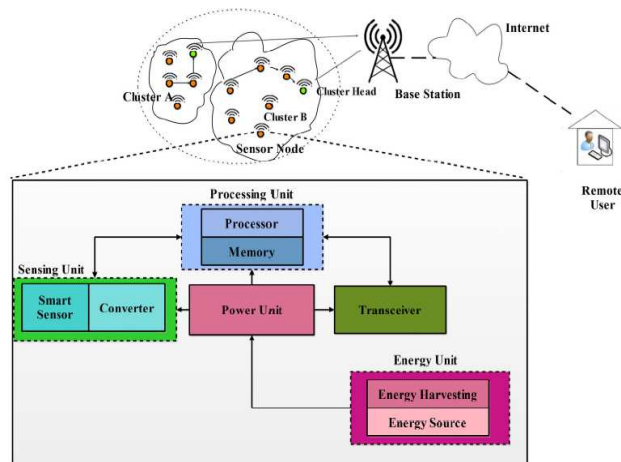 Internet
Cluster A
Cluster Head
Base Station
Cluster B
Sensor Node
Remote
User
Processing Unit
Processor
Memory
Sensing Unit
Smart
Sensor
Converter
Power Unit
Transceiver
Energy Unit
Energy Harvesting
Energy Source